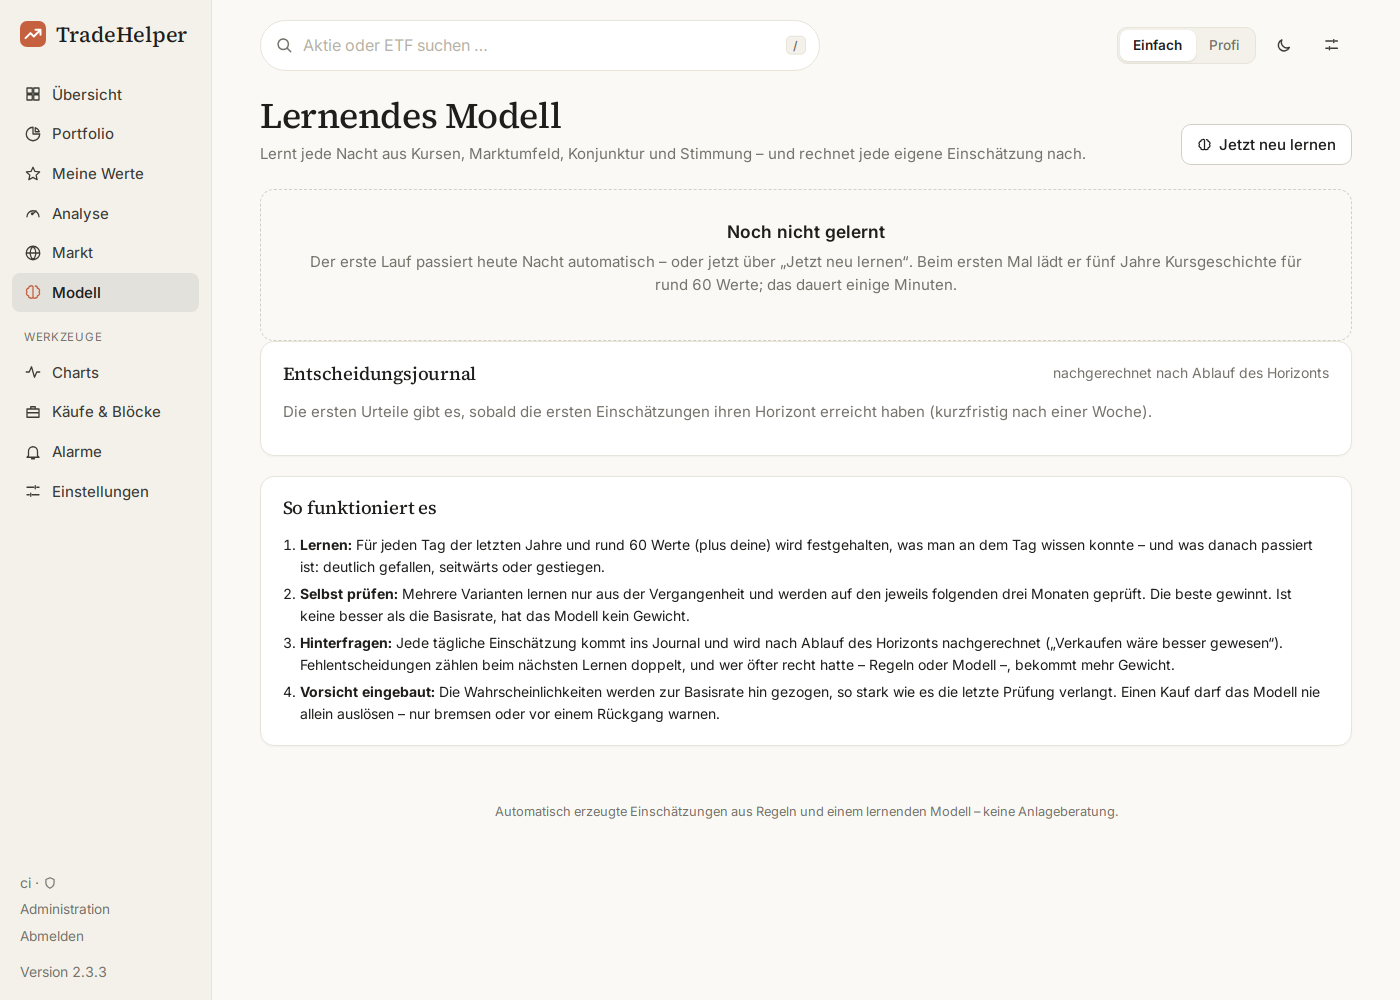 TradeHelper
Aktie oder ETF suchen ...
/
Einfach
Profi
Übersicht
Portfolio
Meine Werte
Analyse
Markt
Modell
WERKZEUGE
Charts
Käufe & Blöcke
Alarme
Einstellungen
ci ·
Administration
Abmelden
Version 2.3.3
Lernendes Modell
Lernt jede Nacht aus Kursen, Marktumfeld, Konjunktur und Stimmung – und rechnet jede eigene Einschätzung nach.
Jetzt neu lernen
Noch nicht gelernt
Der erste Lauf passiert heute Nacht automatisch – oder jetzt über „Jetzt neu lernen“. Beim ersten Mal lädt er fünf Jahre Kursgeschichte für
rund 60 Werte; das dauert einige Minuten.
Entscheidungsjournal
nachgerechnet nach Ablauf des Horizonts
Die ersten Urteile gibt es, sobald die ersten Einschätzungen ihren Horizont erreicht haben (kurzfristig nach einer Woche).
So funktioniert es
1. Lernen: Für jeden Tag der letzten Jahre und rund 60 Werte (plus deine) wird festgehalten, was man an dem Tag wissen konnte – und was danach passiert
ist: deutlich gefallen, seitwärts oder gestiegen.
2. Selbst prüfen: Mehrere Varianten lernen nur aus der Vergangenheit und werden auf den jeweils folgenden drei Monaten geprüft. Die beste gewinnt. Ist
keine besser als die Basisrate, hat das Modell kein Gewicht.
3. Hinterfragen: Jede tägliche Einschätzung kommt ins Journal und wird nach Ablauf des Horizonts nachgerechnet („Verkaufen wäre besser gewesen“).
Fehlentscheidungen zählen beim nächsten Lernen doppelt, und wer öfter recht hatte – Regeln oder Modell –, bekommt mehr Gewicht.
4. Vorsicht eingebaut: Die Wahrscheinlichkeiten werden zur Basisrate hin gezogen, so stark wie es die letzte Prüfung verlangt. Einen Kauf darf das Modell nie
allein auslösen – nur bremsen oder vor einem Rückgang warnen.
Automatisch erzeugte Einschätzungen aus Regeln und einem lernenden Modell – keine Anlageberatung.